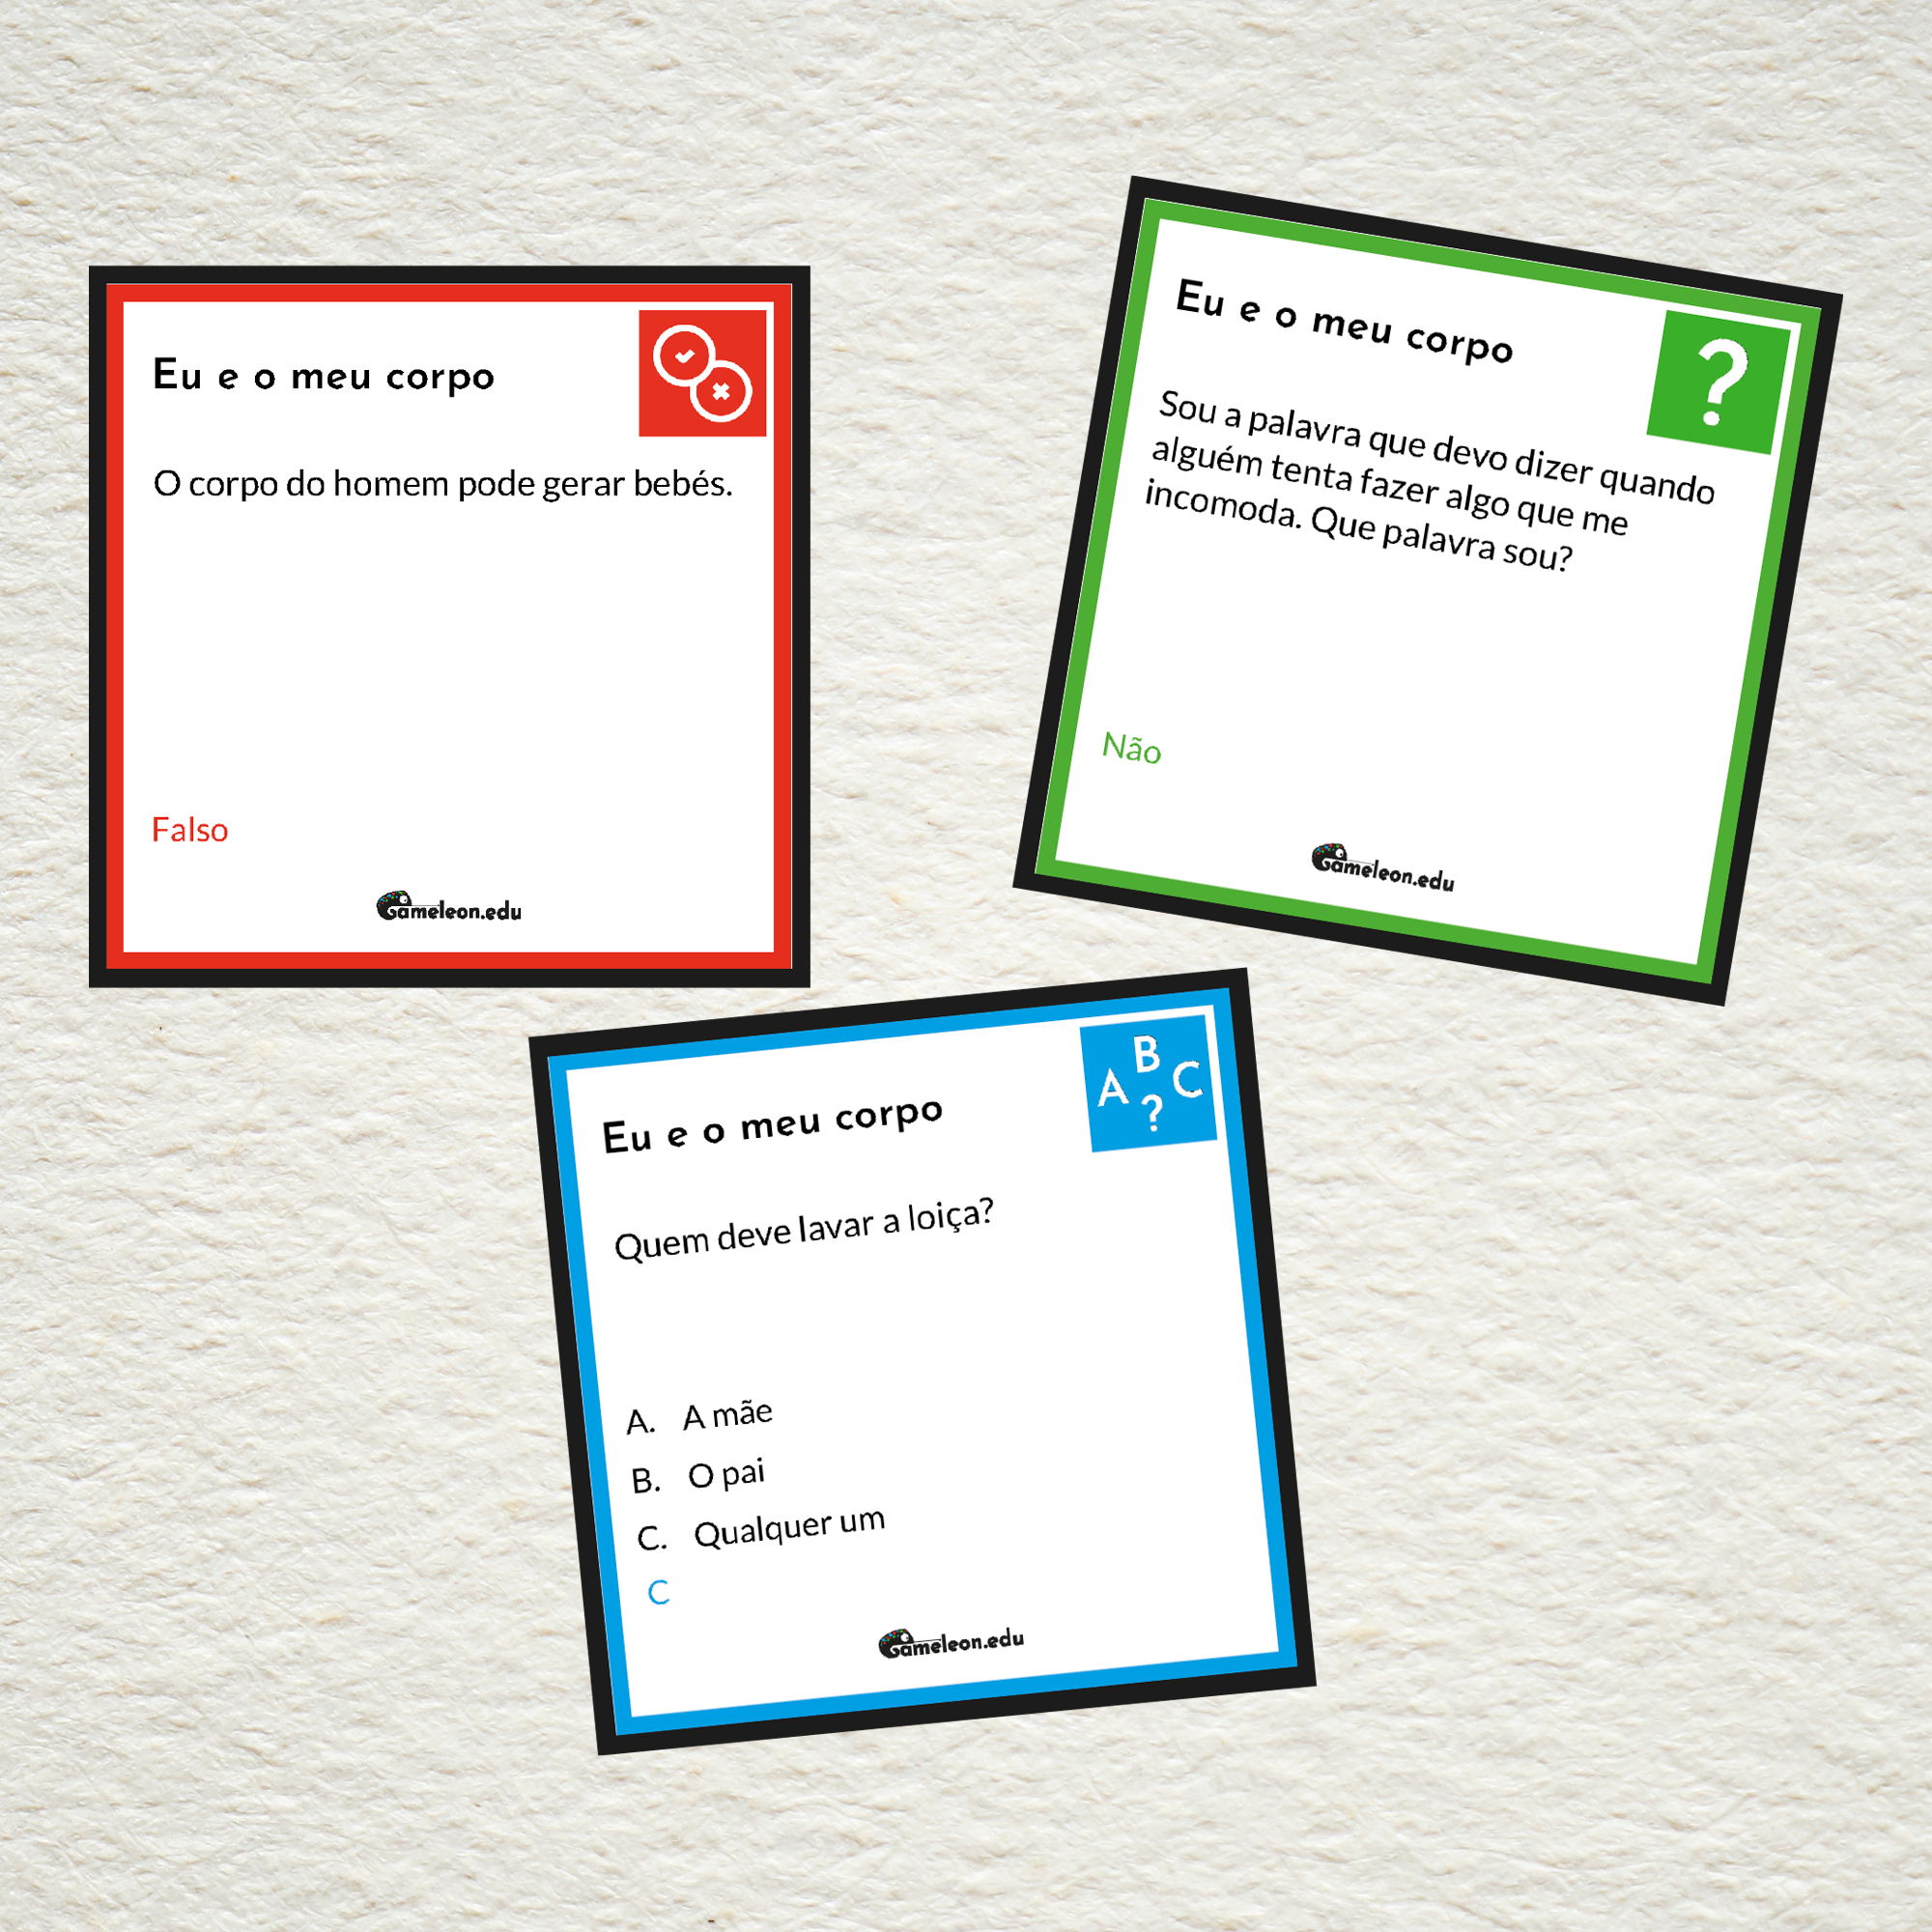 Eu e o meu corpo
O corpo do homem pode gerar bebés.
Falso
Gameleon.edu
Eu e o meu corpo
?
Sou a palavra que devo dizer quando
alguém tenta fazer algo que me
incomoda. Que palavra sou?
Não
Gameleon.edu
Eu e o meu corpo
A B C ?
Quem deve lavar a loiça?
A. A mãe
B. O pai
C. Qualquer um
C
Gameleon.edu